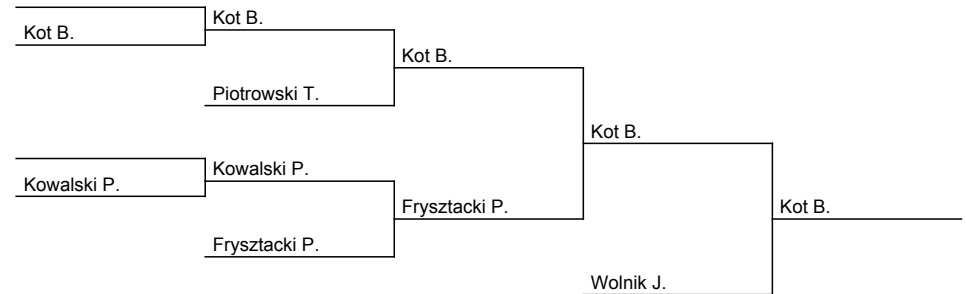 Kot B.
Kot B.
Kot B.
Piotrowski T.
Kot B.
Kowalski P.
Kowalski P.
Frysztacki P.
Kot B.
Frysztacki P.
Wolnik J.